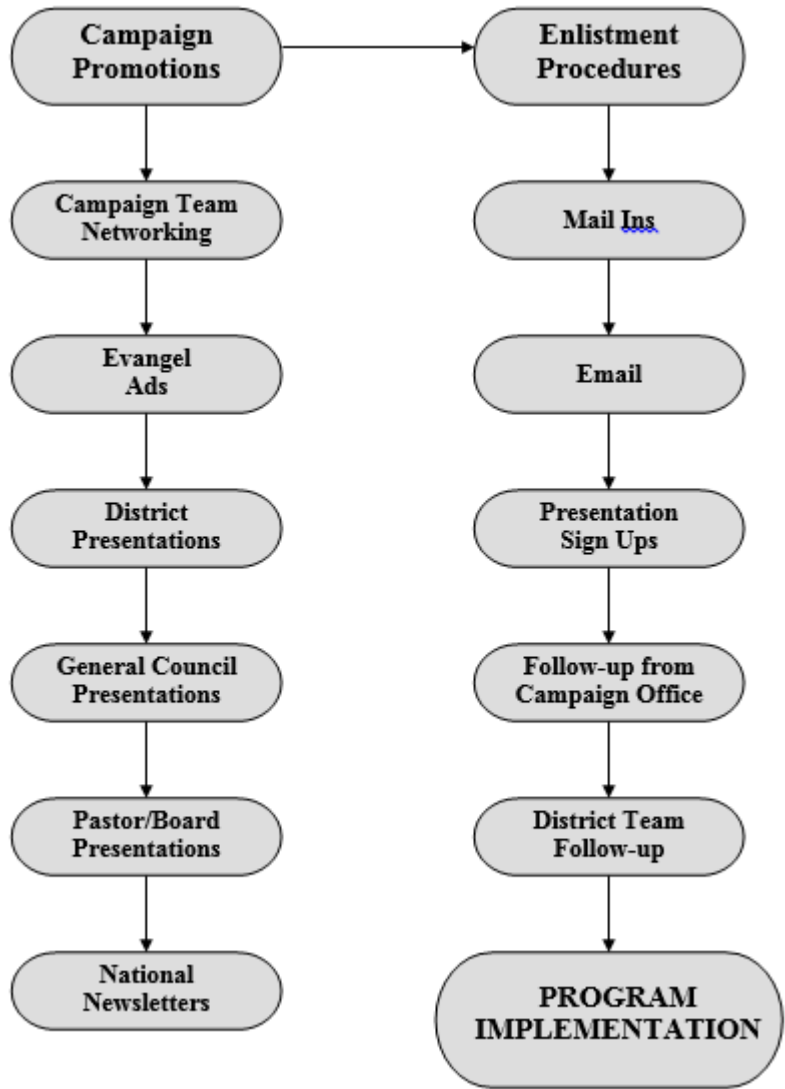 Campaign
Promotions
Campaign Team
Networking
Evangel
Ads
District
Presentations
General Council
Presentations
Pastor/Board
Presentations
National
Newsletters
Enlistment
Procedures
Mail Ins
Email
Presentation
Sign Ups
Follow-up from
Campaign Office
District Team
Follow-up
PROGRAM
IMPLEMENTATION